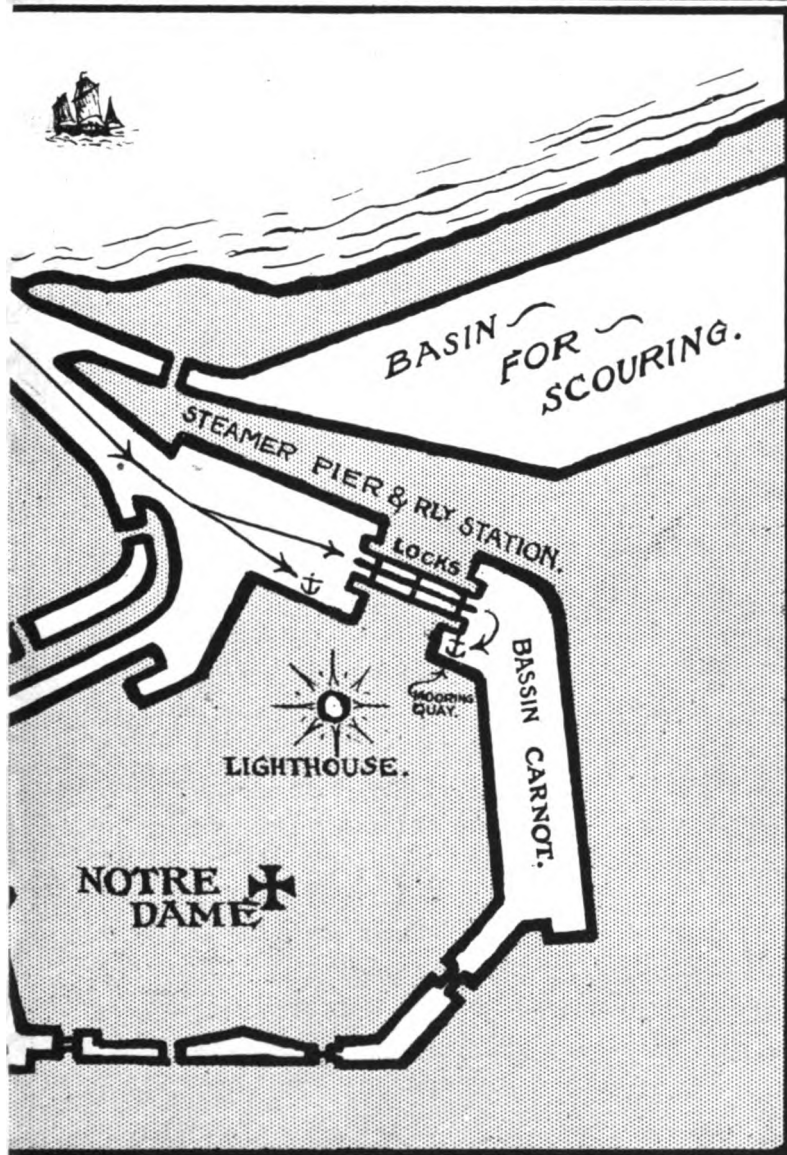 BASIN
FOR
SCOURING.
STEAMER PIER & RLY STATION.
LOCKS
MOORING
QUAY.
BASSIN CARNOT.
LIGHTHOUSE.
NOTRE
DAME